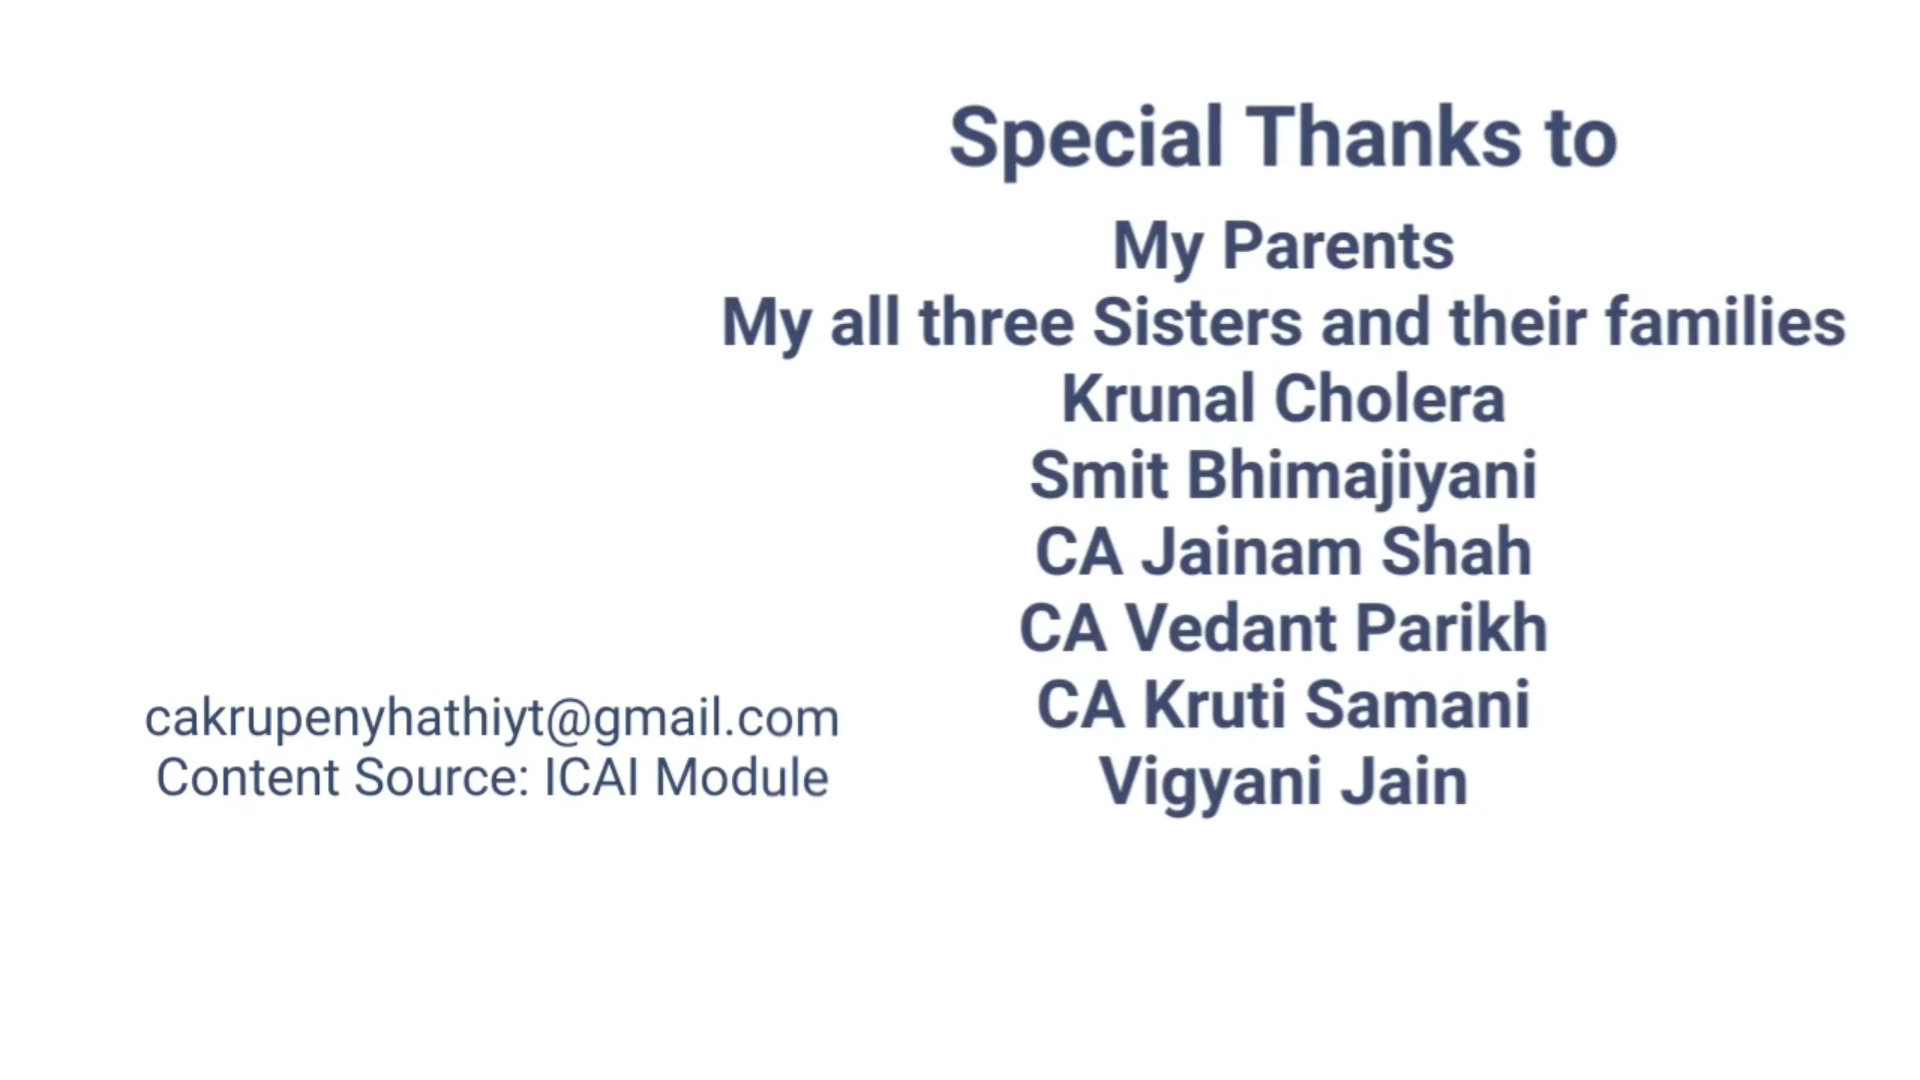 Special Thanks to
My Parents
My all three Sisters and their families
Krunal Cholera
Smit Bhimajiyani
CA Jainam Shah
CA Vedant Parikh
CA Kruti Samani
Vigyani Jain
cakrupenyhathiyt@gmail.com
Content Source: ICAI Module